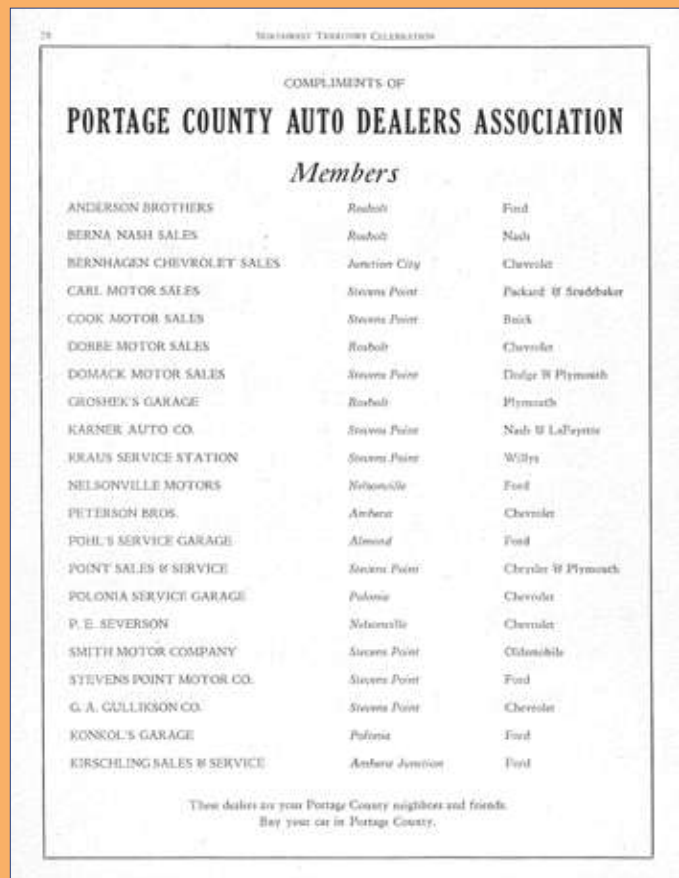 28 NORTHWEST TERRITORY CELEBRATION
COMPLIMENTS OF
PORTAGE COUNTY AUTO DEALERS ASSOCIATION
Members
ANDERSON BROTHERS Rosholt Ford
BERNA NASH SALES Rosholt Nash
BERNHAGEN CHEVROLET SALES Junction City Chevrolet
CARL MOTOR SALES Stevens Point Packard & Studebaker
COOK MOTOR SALES Stevens Point Buick
DOBBE MOTOR SALES Rosholt Chevrolet
DOMACK MOTOR SALES Stevens Point Dodge & Plymouth
GROSHEK'S GARAGE Rosholt Plymouth
KARNER AUTO CO. Stevens Point Nash & LaFayette
KRAUS SERVICE STATION Stevens Point Willys
NELSONVILLE MOTORS Nelsonville Ford
PETERSON BROS. Amherst Chevrolet
POHL'S SERVICE GARAGE Almond Ford
POINT SALES & SERVICE Stevens Point Chrysler & Plymouth
POLONIA SERVICE GARAGE Polonia Chevrolet
P. E. SEVERSON Nelsonville Chevrolet
SMITH MOTOR COMPANY Stevens Point Oldsmobile
STEVENS POINT MOTOR CO. Stevens Point Ford
G. A. GULLIKSON CO. Stevens Point Chevrolet
KONKOL'S GARAGE Polonia Ford
KIRSCHLING SALES & SERVICE Amherst Junction Ford
These dealers are your Portage County neighbors and friends.
Buy your car in Portage County.